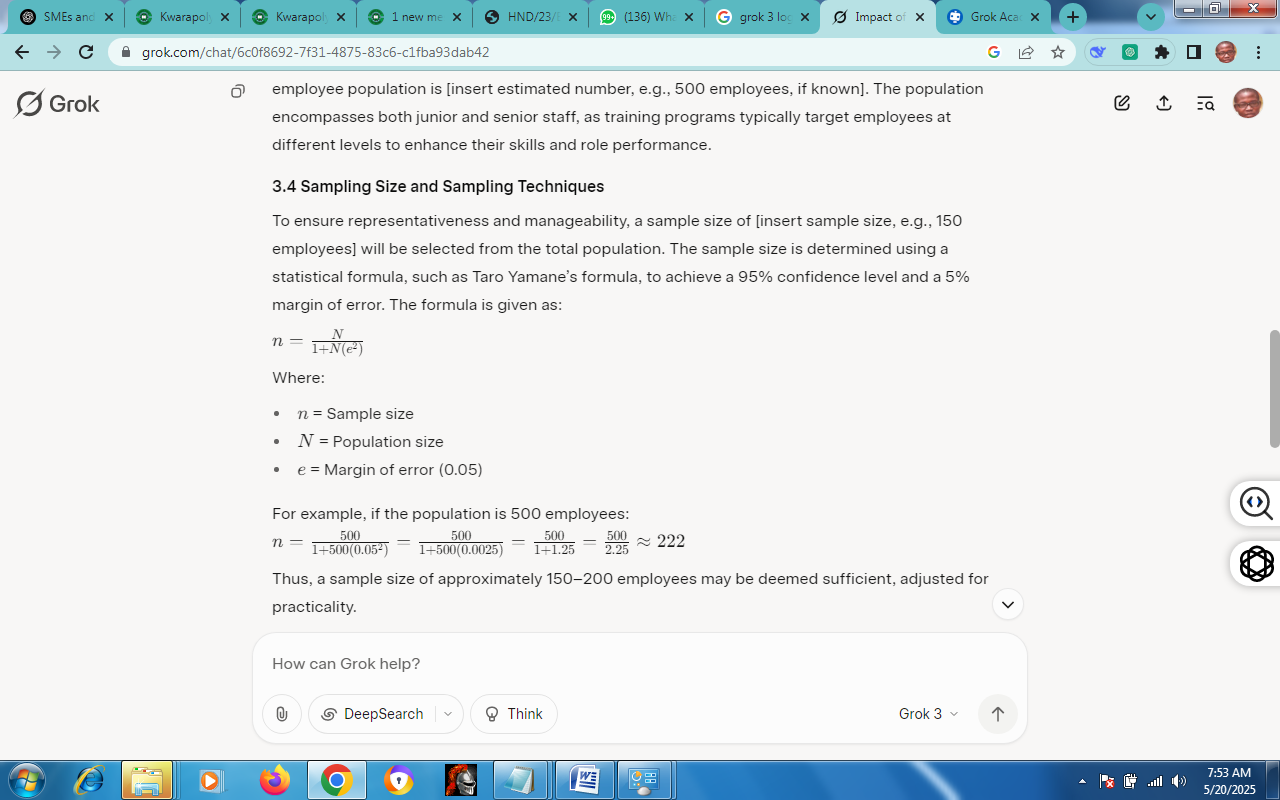 SMEs and
Kwarapoly
Kwarapoly
1 new me
HND/23/
99+ (136) Wha
grok 3 log
Impact of
Grok Aca
grok.com/chat/6c0f8692-7f31-4875-83c6-c1fba93dab42
Grok
employee population is [insert estimated number, e.g., 500 employees, if known]. The population
encompasses both junior and senior staff, as training programs typically target employees at
different levels to enhance their skills and role performance.
3.4 Sampling Size and Sampling Techniques
To ensure representativeness and manageability, a sample size of [insert sample size, e.g., 150
employees] will be selected from the total population. The sample size is determined using a
statistical formula, such as Taro Yamane’s formula, to achieve a 95% confidence level and a 5%
margin of error. The formula is given as:
n = N/(1+N(e²))
Where:
• n = Sample size
• N = Population size
• e = Margin of error (0.05)
For example, if the population is 500 employees:
n = 500/(1+500(0.05²)) = 500/(1+500(0.0025)) = 500/(1+1.25) = 500/2.25 ≈ 222
Thus, a sample size of approximately 150–200 employees may be deemed sufficient, adjusted for
practicality.
How can Grok help?
DeepSearch
Think
Grok 3
7:53 AM
5/20/2025